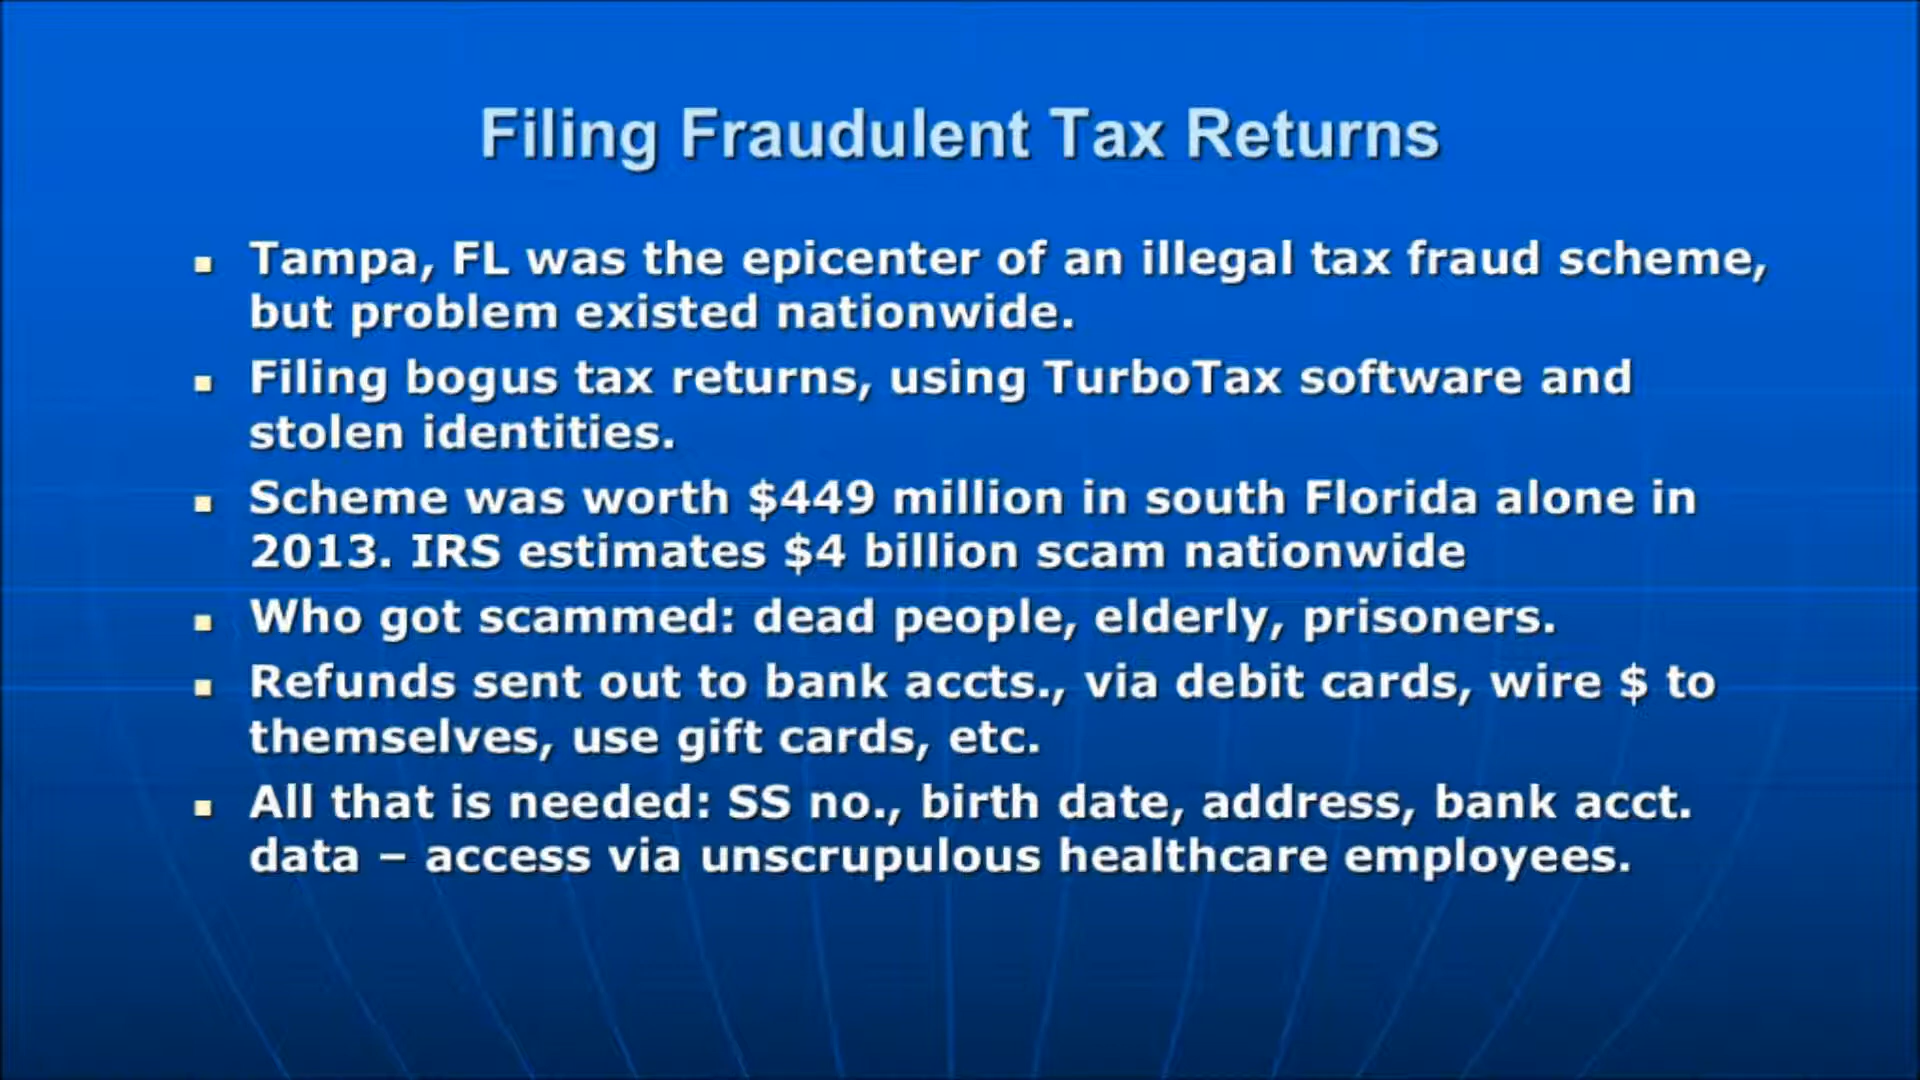 Filing Fraudulent Tax Returns
Tampa, FL was the epicenter of an illegal tax fraud scheme,
but problem existed nationwide.
Filing bogus tax returns, using TurboTax software and
stolen identities.
Scheme was worth $449 million in south Florida alone in
2013. IRS estimates $4 billion scam nationwide
Who got scammed: dead people, elderly, prisoners.
Refunds sent out to bank accts., via debit cards, wire $ to
themselves, use gift cards, etc.
All that is needed: SS no., birth date, address, bank acct.
data – access via unscrupulous healthcare employees.